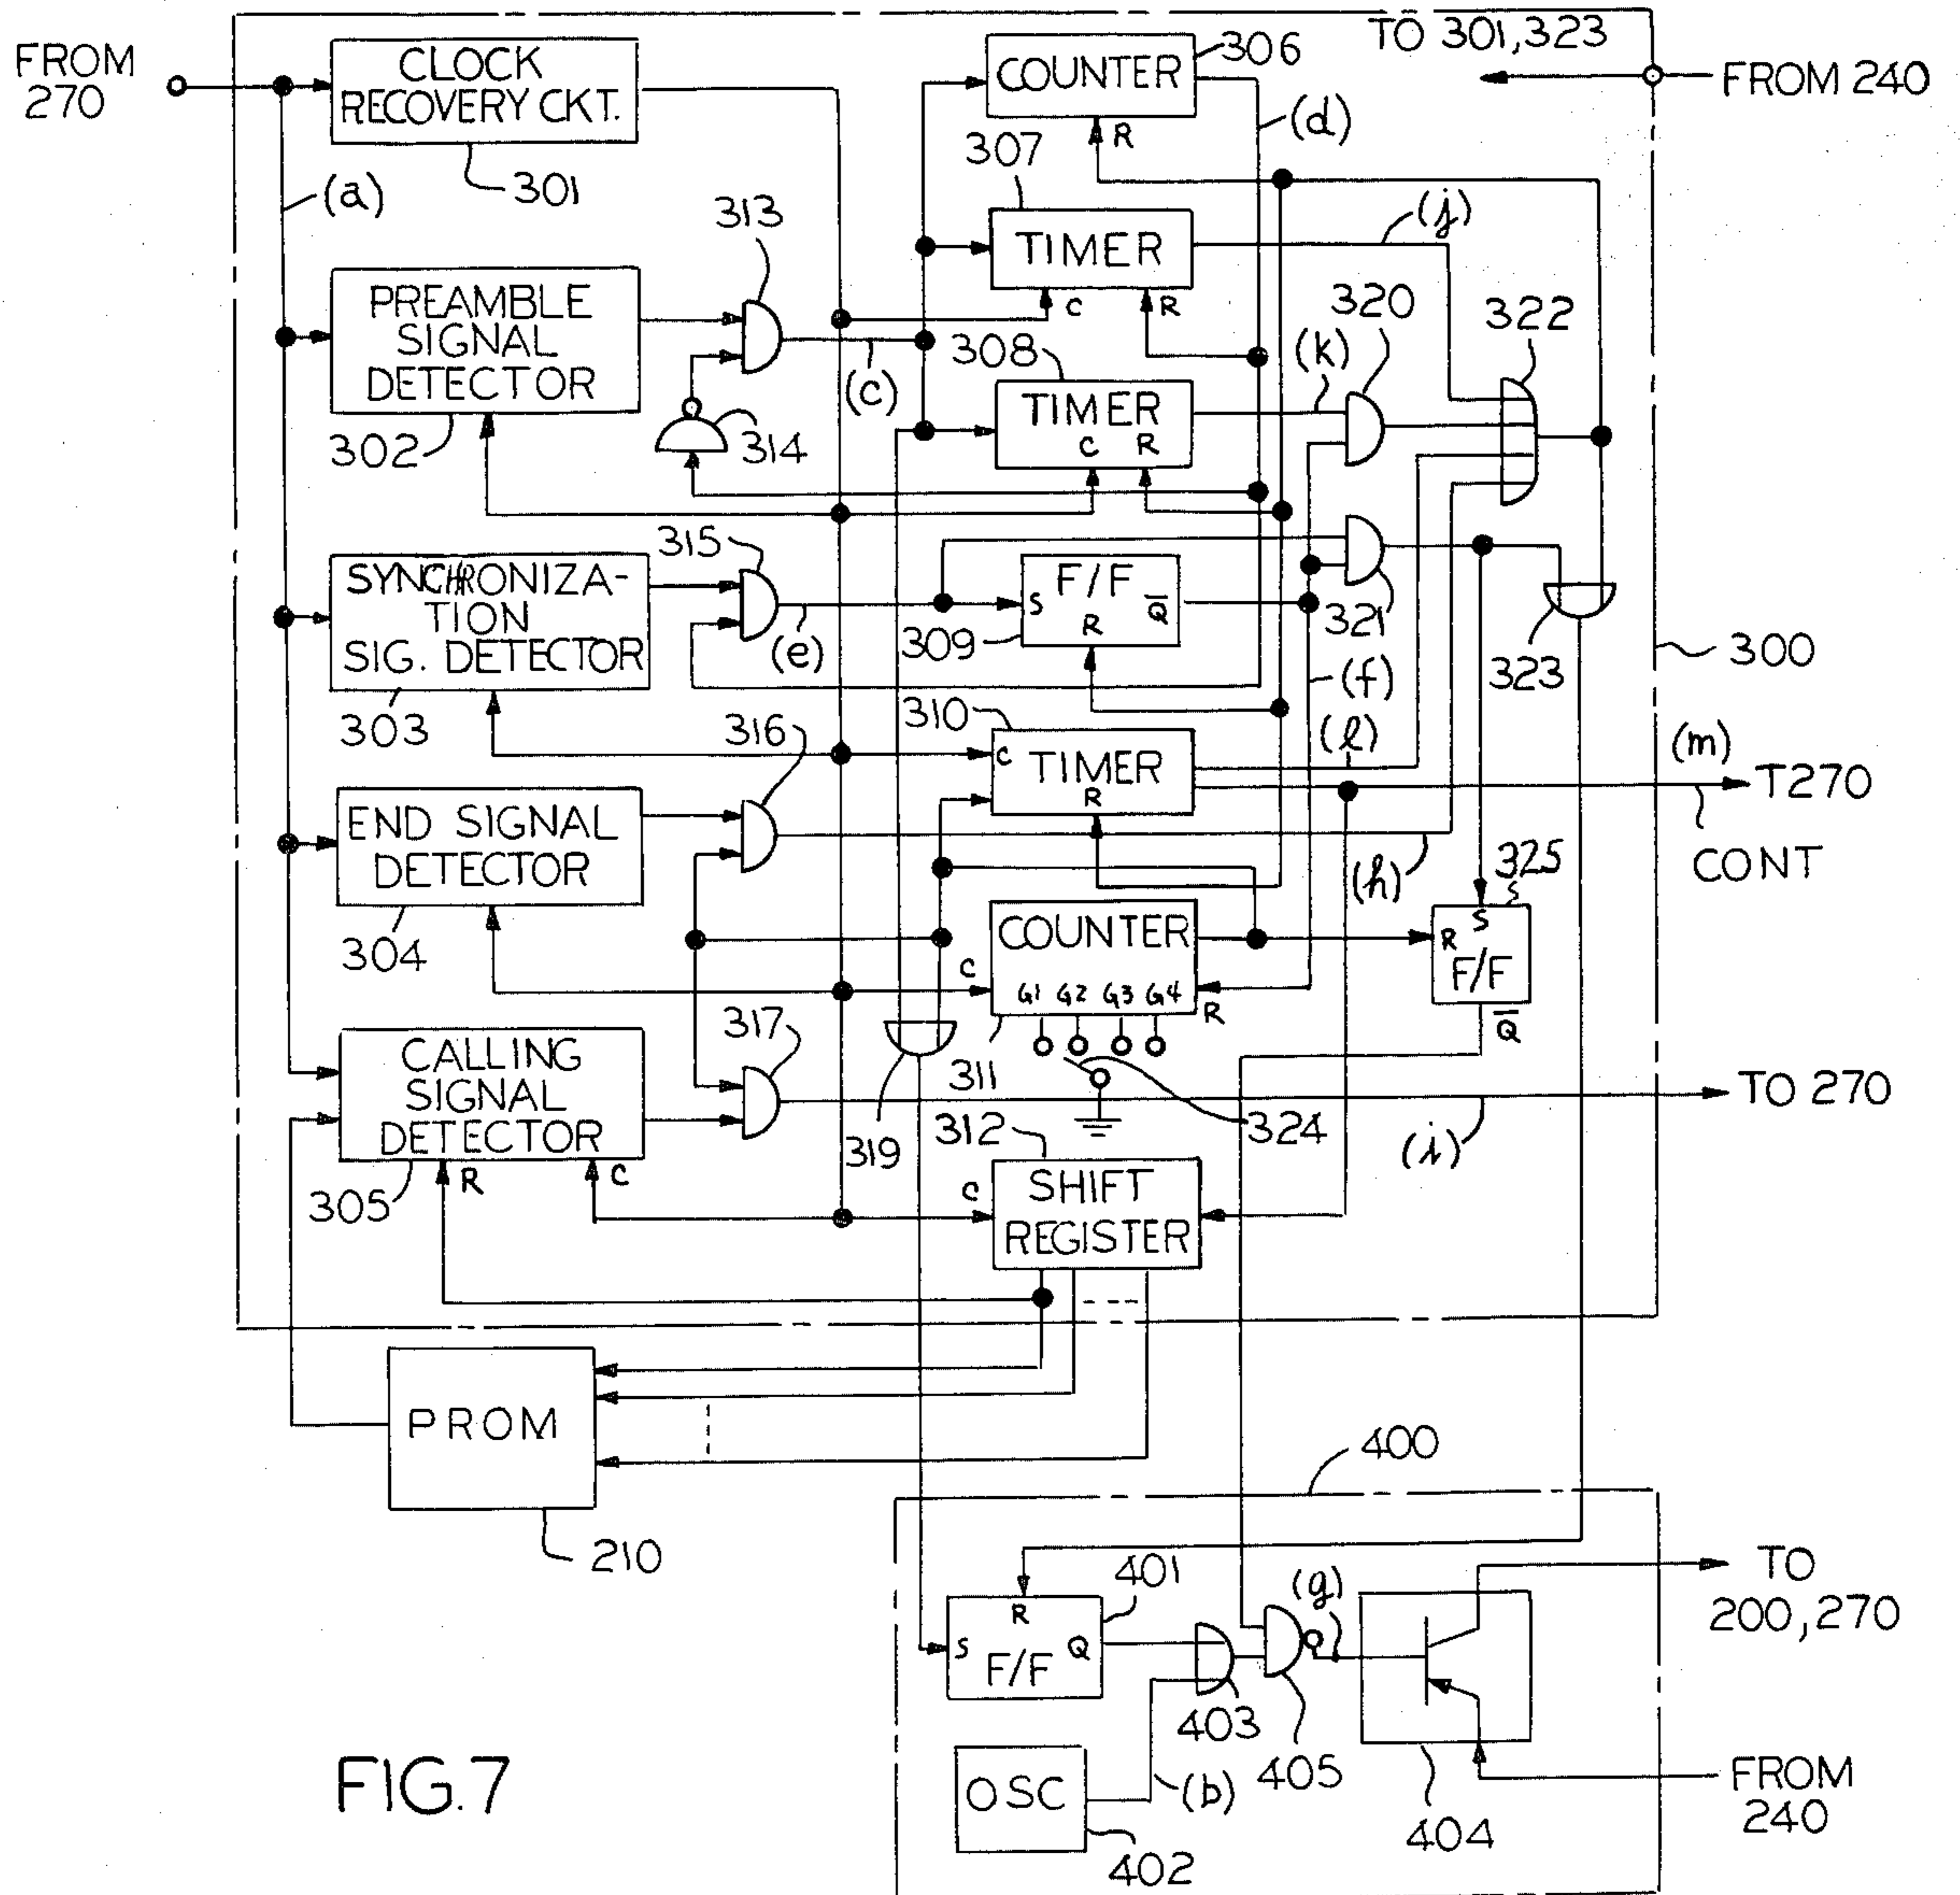 TO 301, 323
FROM
270
FROM 240
CLOCK
RECOVERY CKT.
301
(a)
COUNTER
306
R
(d)
307
TIMER
C
R
(j)
PREAMBLE
SIGNAL
DETECTOR
302
313
314
(c)
308
TIMER
C
R
(k)
320
322
SYNCHRONIZA-
TION
SIG. DETECTOR
303
315
(e)
F/F
S
Q
R
309
321
323
300
(f)
316
310
C
TIMER
R
(l)
(m)
T270
CONT
END SIGNAL
DETECTOR
304
(h)
325
S
S
R
F/F
Q
C
COUNTER
G1 G2 G3 G4
R
311
324
CALLING
SIGNAL
DETECTOR
305
R
C
317
319
TO 270
(i)
312
C
SHIFT
REGISTER
PROM
210
400
401
R
S
Q
F/F
403
(g)
405
404
TO
200, 270
OSC
402
(b)
FROM
240
FIG. 7